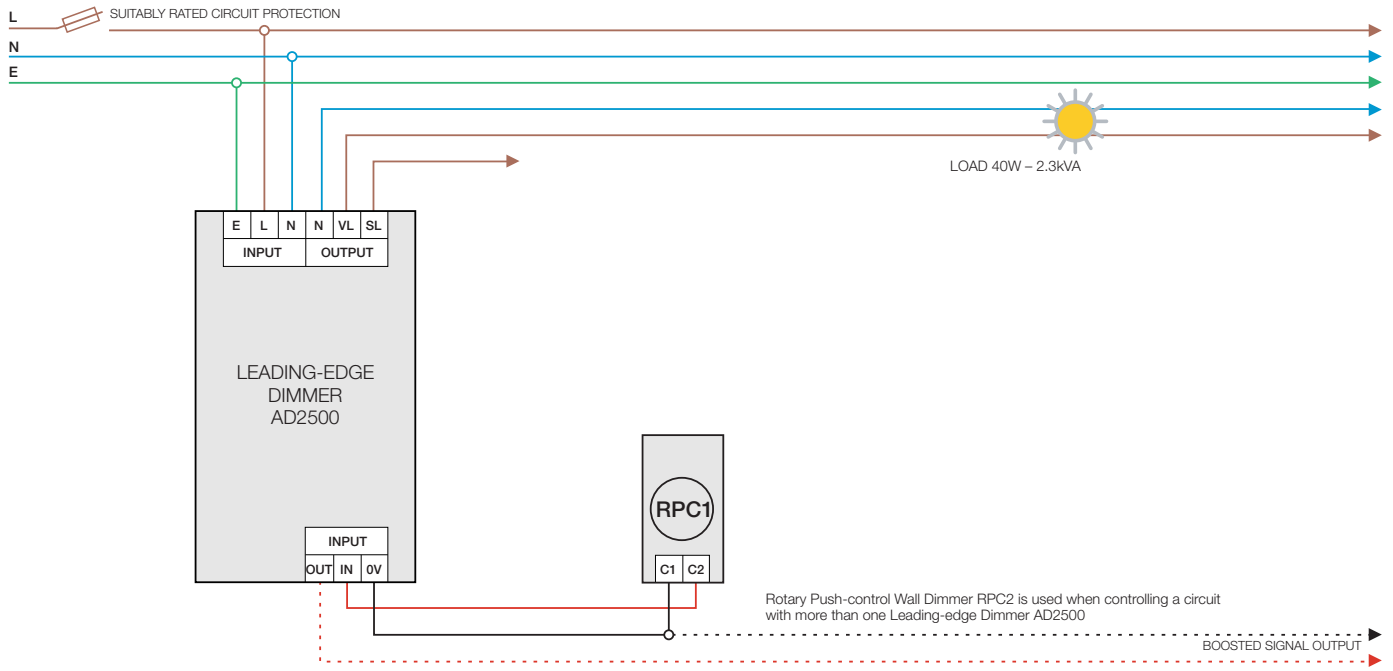 L
SUITABLY RATED CIRCUIT PROTECTION
N
E
LOAD 40W – 2.3kVA
E L N N VL SL
INPUT OUTPUT
LEADING-EDGE
DIMMER
AD2500
RPC1
INPUT
OUT IN 0V
C1 C2
Rotary Push-control Wall Dimmer RPC2 is used when controlling a circuit
with more than one Leading-edge Dimmer AD2500
BOOSTED SIGNAL OUTPUT